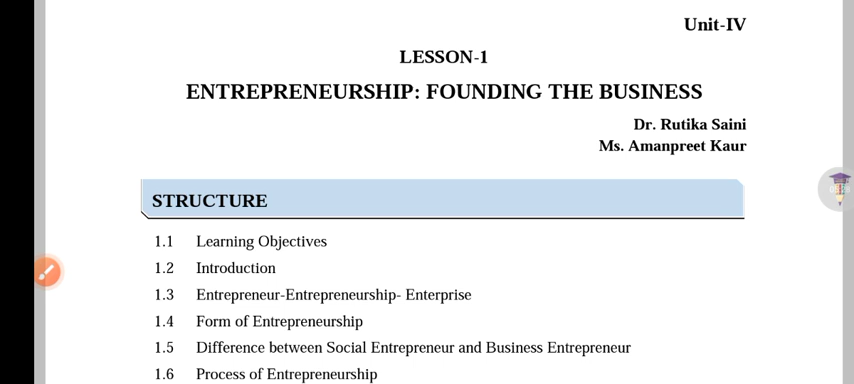 Unit-IV
LESSON-1
ENTREPRENEURSHIP: FOUNDING THE BUSINESS
Dr. Rutika Saini
Ms. Amanpreet Kaur
STRUCTURE
1.1 Learning Objectives
1.2 Introduction
1.3 Entrepreneur-Entrepreneurship- Enterprise
1.4 Form of Entrepreneurship
1.5 Difference between Social Entrepreneur and Business Entrepreneur
1.6 Process of Entrepreneurship